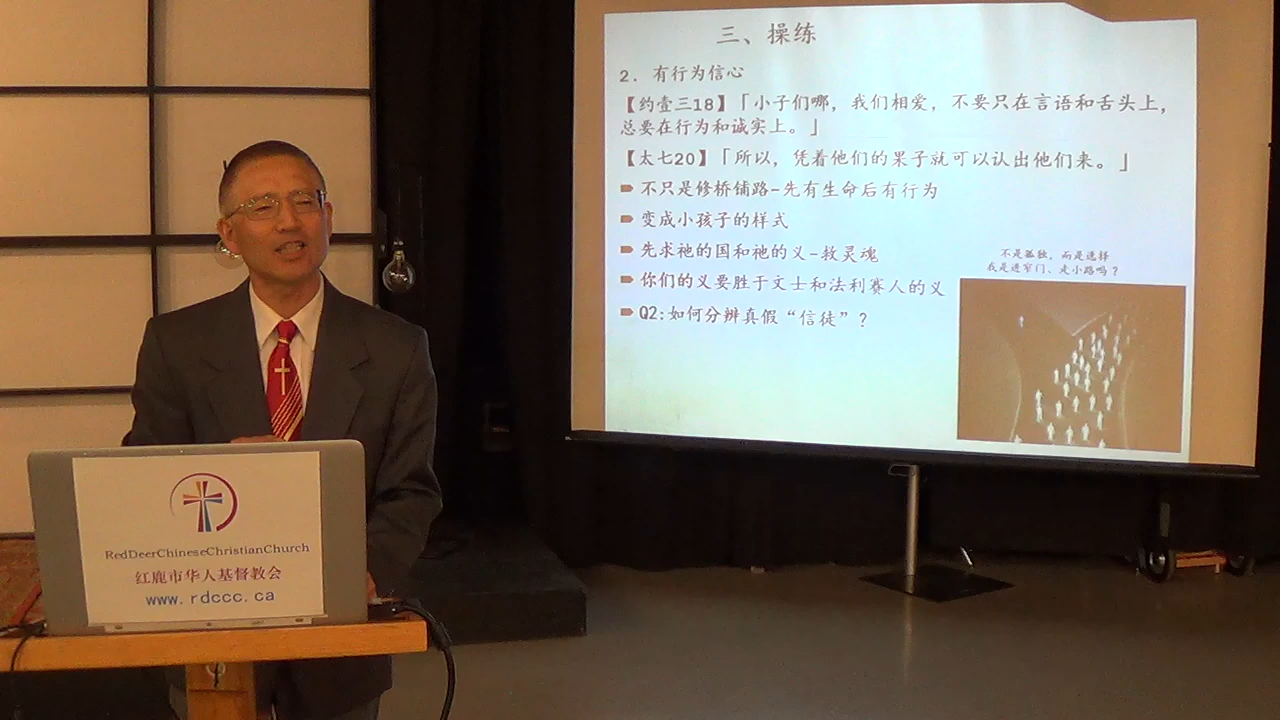 三、操练
2. 有行为信心
【约壹三18】「小子们哪，我们相爱，不要只在言语和舌头上，
总要在行为和诚实上。」
【太七20】「所以，凭着他们的果子就可以认出他们来。」
不只是修桥铺路-先有生命后有行为
变成小孩子的样式
先求祂的国和祂的义-救灵魂
你们的义要胜于文士和法利赛人的义
Q2:如何分辨真假“信徒”？
不是孤独，而是选择
我是进窄门、走小路吗？
RedDeerChineseChristianChurch
红鹿市华人基督教会
www.rdccc.ca